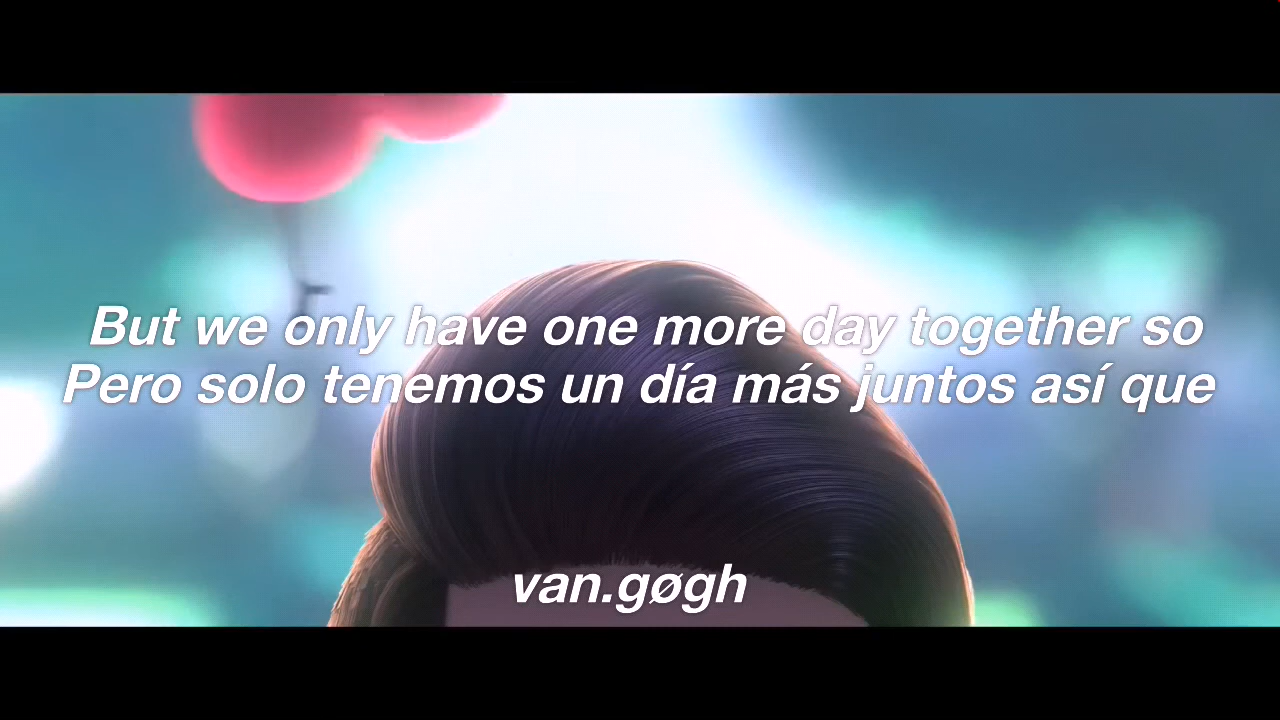 But we only have one more day together so
Pero solo tenemos un día más juntos así que
van.gøgh